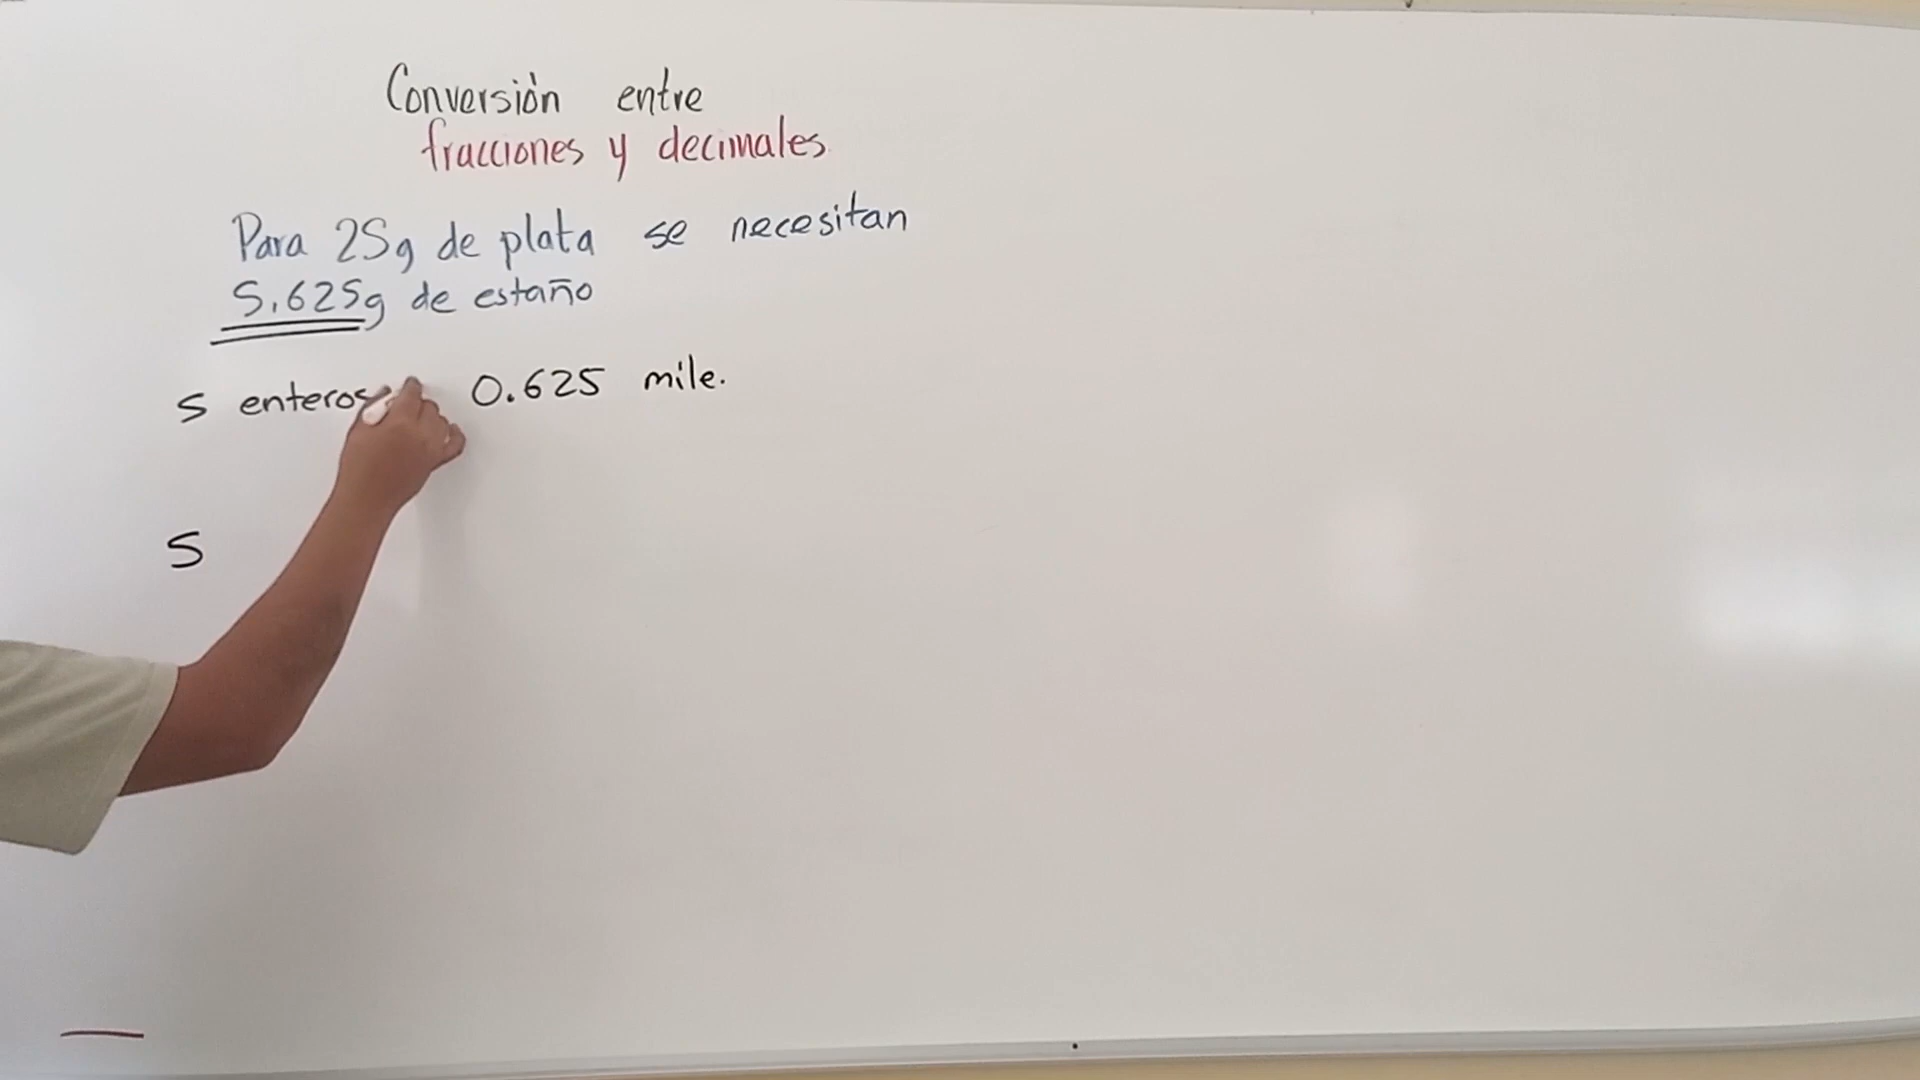 Conversión entre
fracciones y decimales
Para 25g de plata se necesitan
5.625g de estaño
5 enteros 0.625 mile.
5